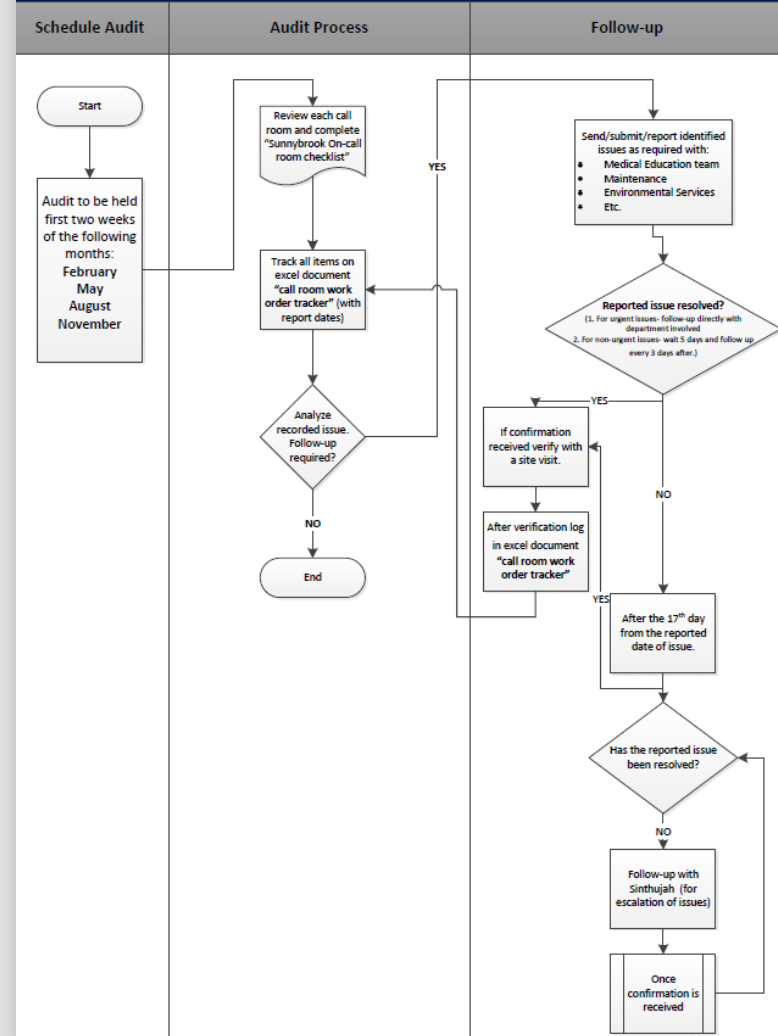 Schedule Audit
Audit Process
Follow-up
Start
Audit to be held
first two weeks
of the following
months:
February
May
August
November
Review each call
room and complete
“Sunnybrook On-call
room checklist”
Track all items on
excel document
“call room work
order tracker” (with
report dates)
Analyze
recorded issue.
Follow-up
required?
YES
NO
End
Send/submit/report identified
issues as required with:
Medical Education team
Maintenance
Environmental Services
Etc.
Reported issue resolved?
(1. For urgent issues- follow-up directly with
department involved
2. For non-urgent issues- wait 5 days and follow up
every 3 days after.)
YES
If confirmation
received verify with
a site visit.
After verification log
in excel document
“call room work
order tracker”
NO
YES
After the 17th day
from the reported
date of issue.
Has the reported issue
been resolved?
NO
Follow-up with
Sinthujah (for
escalation of issues)
Once
confirmation is
received